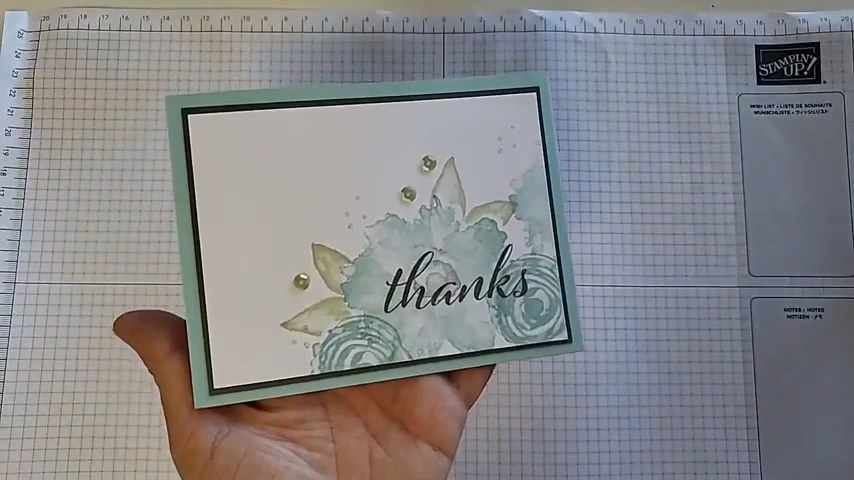 STAMPIN' UP!
WISH LIST • LISTE DE SOUHAITS
WUNSCHLISTE • ウィッシュリスト
thanks
NOTES • NOTES
NOTIZEN • メモ